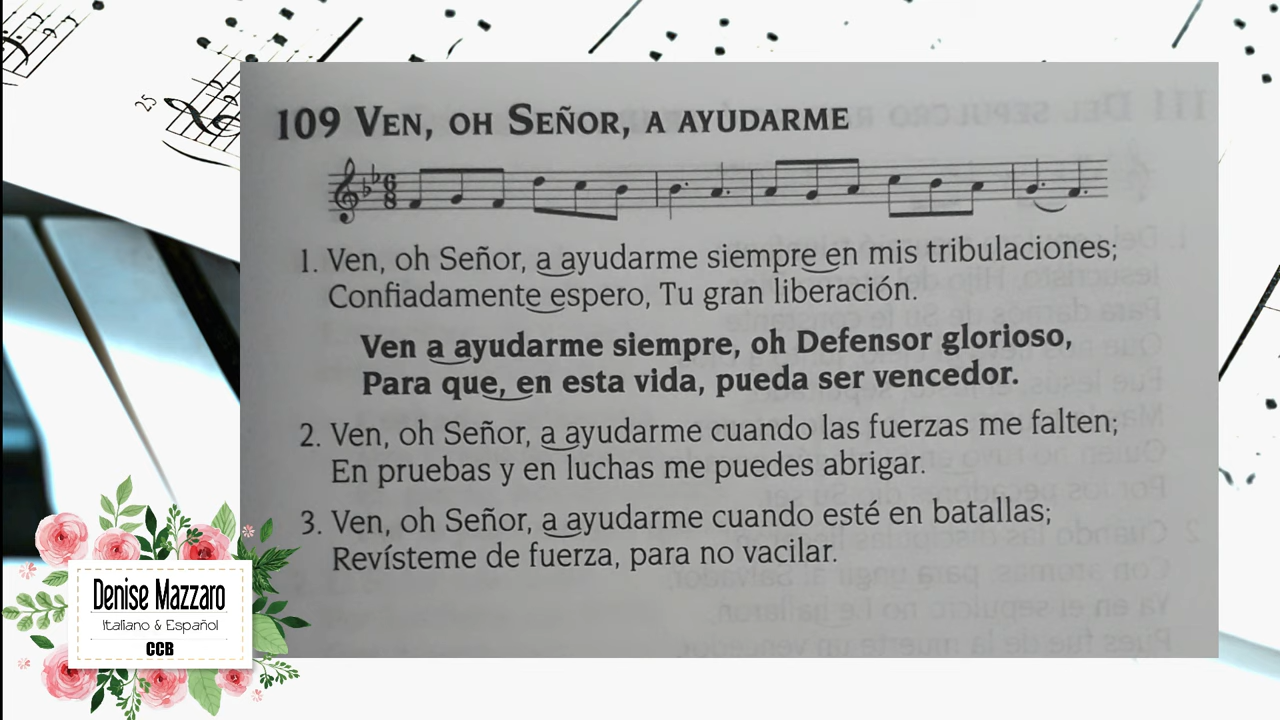 25
109 VEN, OH SEÑOR, A AYUDARME
6
8
1. Ven, oh Señor, a ayudarme siempre en mis tribulaciones;
Confiadamente espero, Tu gran liberación.
Ven a ayudarme siempre, oh Defensor glorioso,
Para que, en esta vida, pueda ser vencedor.
2. Ven, oh Señor, a ayudarme cuando las fuerzas me falten;
En pruebas y en luchas me puedes abrigar.
3. Ven, oh Señor, a ayudarme cuando esté en batallas;
Revísteme de fuerza, para no vacilar.
Denise Mazzaro
Italiano & Español
CCB